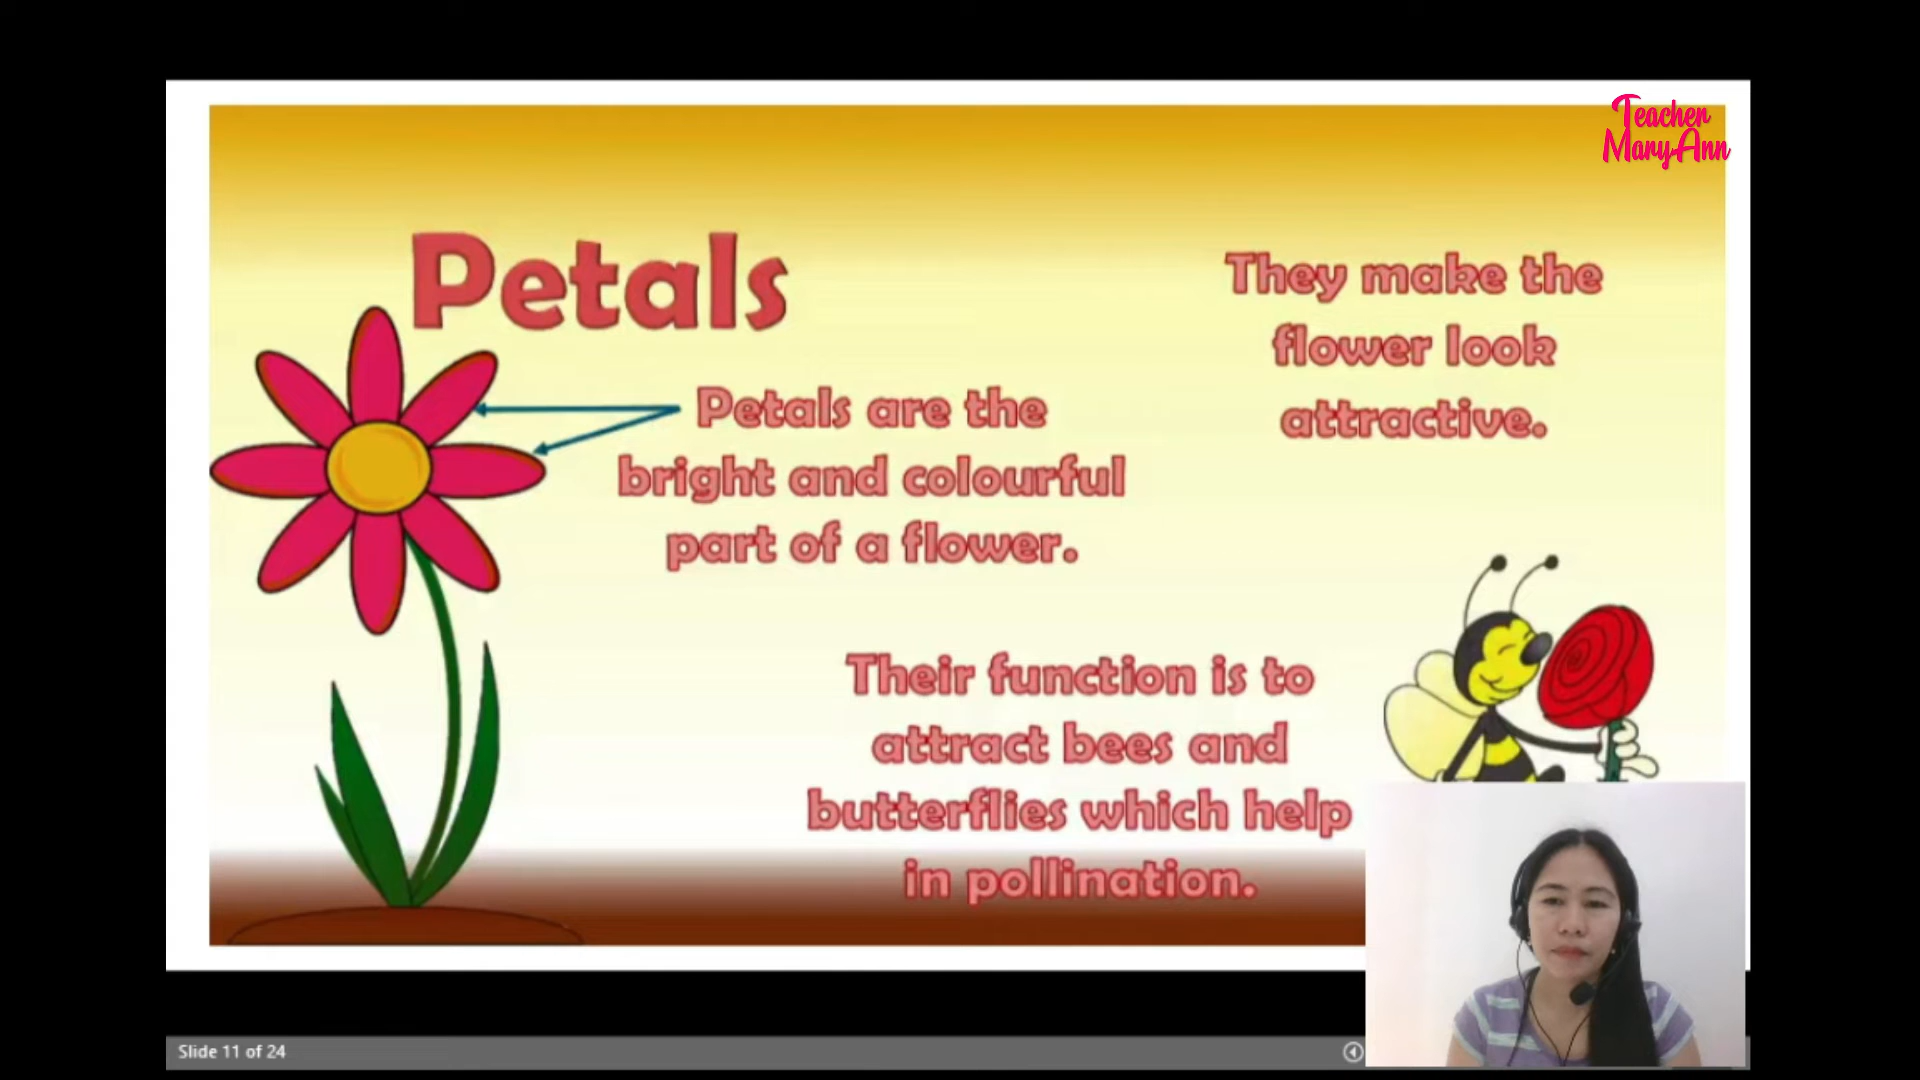 Teacher
MaryAnn
Petals
They make the
flower look
attractive.
Petals are the
bright and colourful
part of a flower.
Their function is to
attract bees and
butterflies which help
in pollination.
Slide 11 of 24